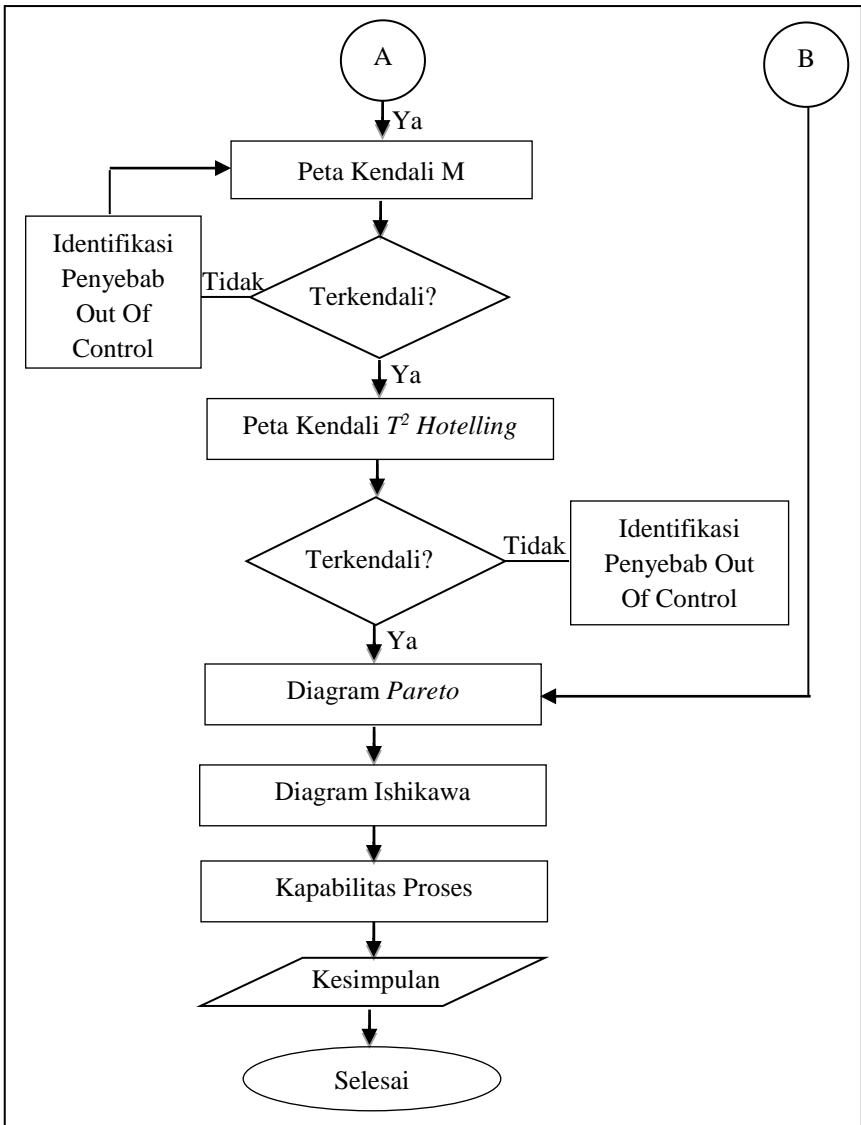 A
B
Ya
Peta Kendali M
Identifikasi
Penyebab
Out Of
Control
Tidak
Terkendali?
Ya
Peta Kendali T² Hotelling
Terkendali?
Tidak
Identifikasi
Penyebab Out
Of Control
Ya
Diagram Pareto
Diagram Ishikawa
Kapabilitas Proses
Kesimpulan
Selesai